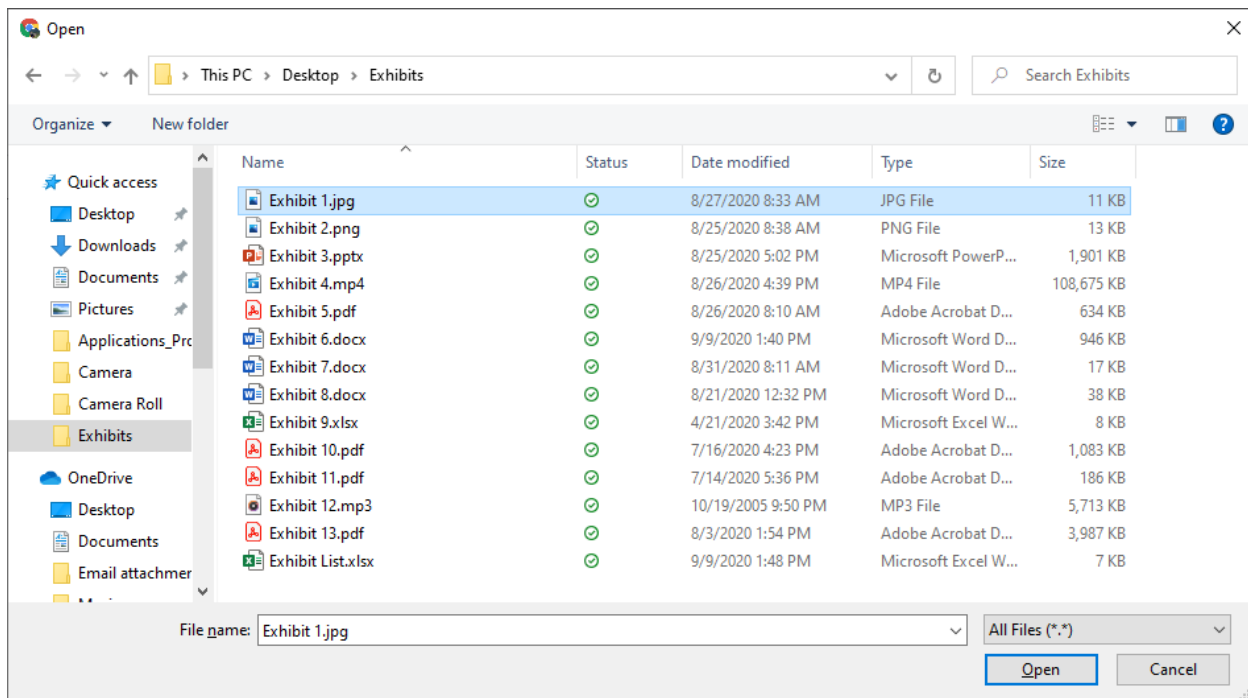 Open
This PC > Desktop > Exhibits
Search Exhibits
Organize New folder
Name Status Date modified Type Size
Quick access
Desktop
Downloads
Documents
Pictures
Applications_Pro
Camera
Camera Roll
Exhibits
OneDrive
Desktop
Documents
Email attachmer
Exhibit 1.jpg 8/27/2020 8:33 AM JPG File 11 KB
Exhibit 2.png 8/25/2020 8:38 AM PNG File 13 KB
Exhibit 3.pptx 8/25/2020 5:02 PM Microsoft PowerP... 1,901 KB
Exhibit 4.mp4 8/26/2020 4:39 PM MP4 File 108,675 KB
Exhibit 5.pdf 8/26/2020 8:10 AM Adobe Acrobat D... 634 KB
Exhibit 6.docx 9/9/2020 1:40 PM Microsoft Word D... 946 KB
Exhibit 7.docx 8/31/2020 8:11 AM Microsoft Word D... 17 KB
Exhibit 8.docx 8/21/2020 12:32 PM Microsoft Word D... 38 KB
Exhibit 9.xlsx 4/21/2020 3:42 PM Microsoft Excel W... 8 KB
Exhibit 10.pdf 7/16/2020 4:23 PM Adobe Acrobat D... 1,083 KB
Exhibit 11.pdf 7/14/2020 5:36 PM Adobe Acrobat D... 186 KB
Exhibit 12.mp3 10/19/2005 9:50 PM MP3 File 5,713 KB
Exhibit 13.pdf 8/3/2020 1:54 PM Adobe Acrobat D... 3,987 KB
Exhibit List.xlsx 9/9/2020 1:48 PM Microsoft Excel W... 7 KB
File name: Exhibit 1.jpg All Files (*.*)
Open Cancel